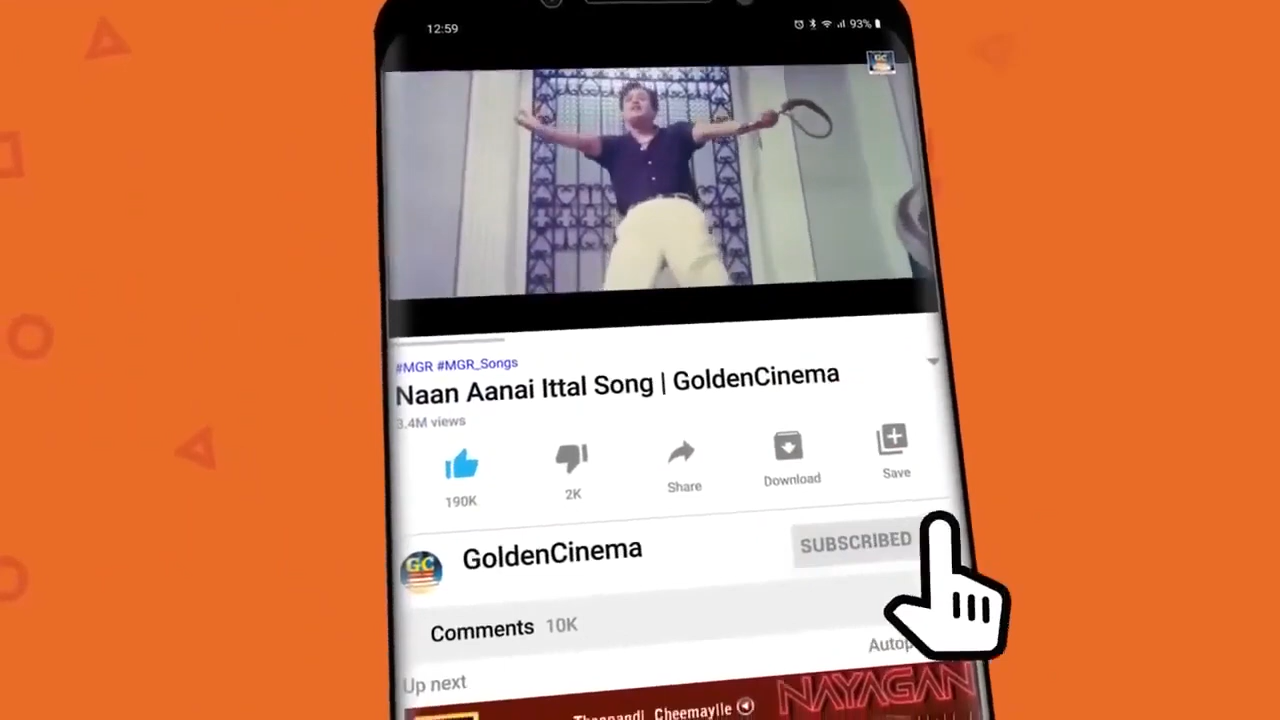 12:59
93%
GC
#MGR #MGR_Songs
Naan Aanai Ittal Song | GoldenCinema
3.4M views
190K
2K
Share
Download
Save
GC
GoldenCinema
SUBSCRIBED
Comments 10K
Up next
NAYAGAN